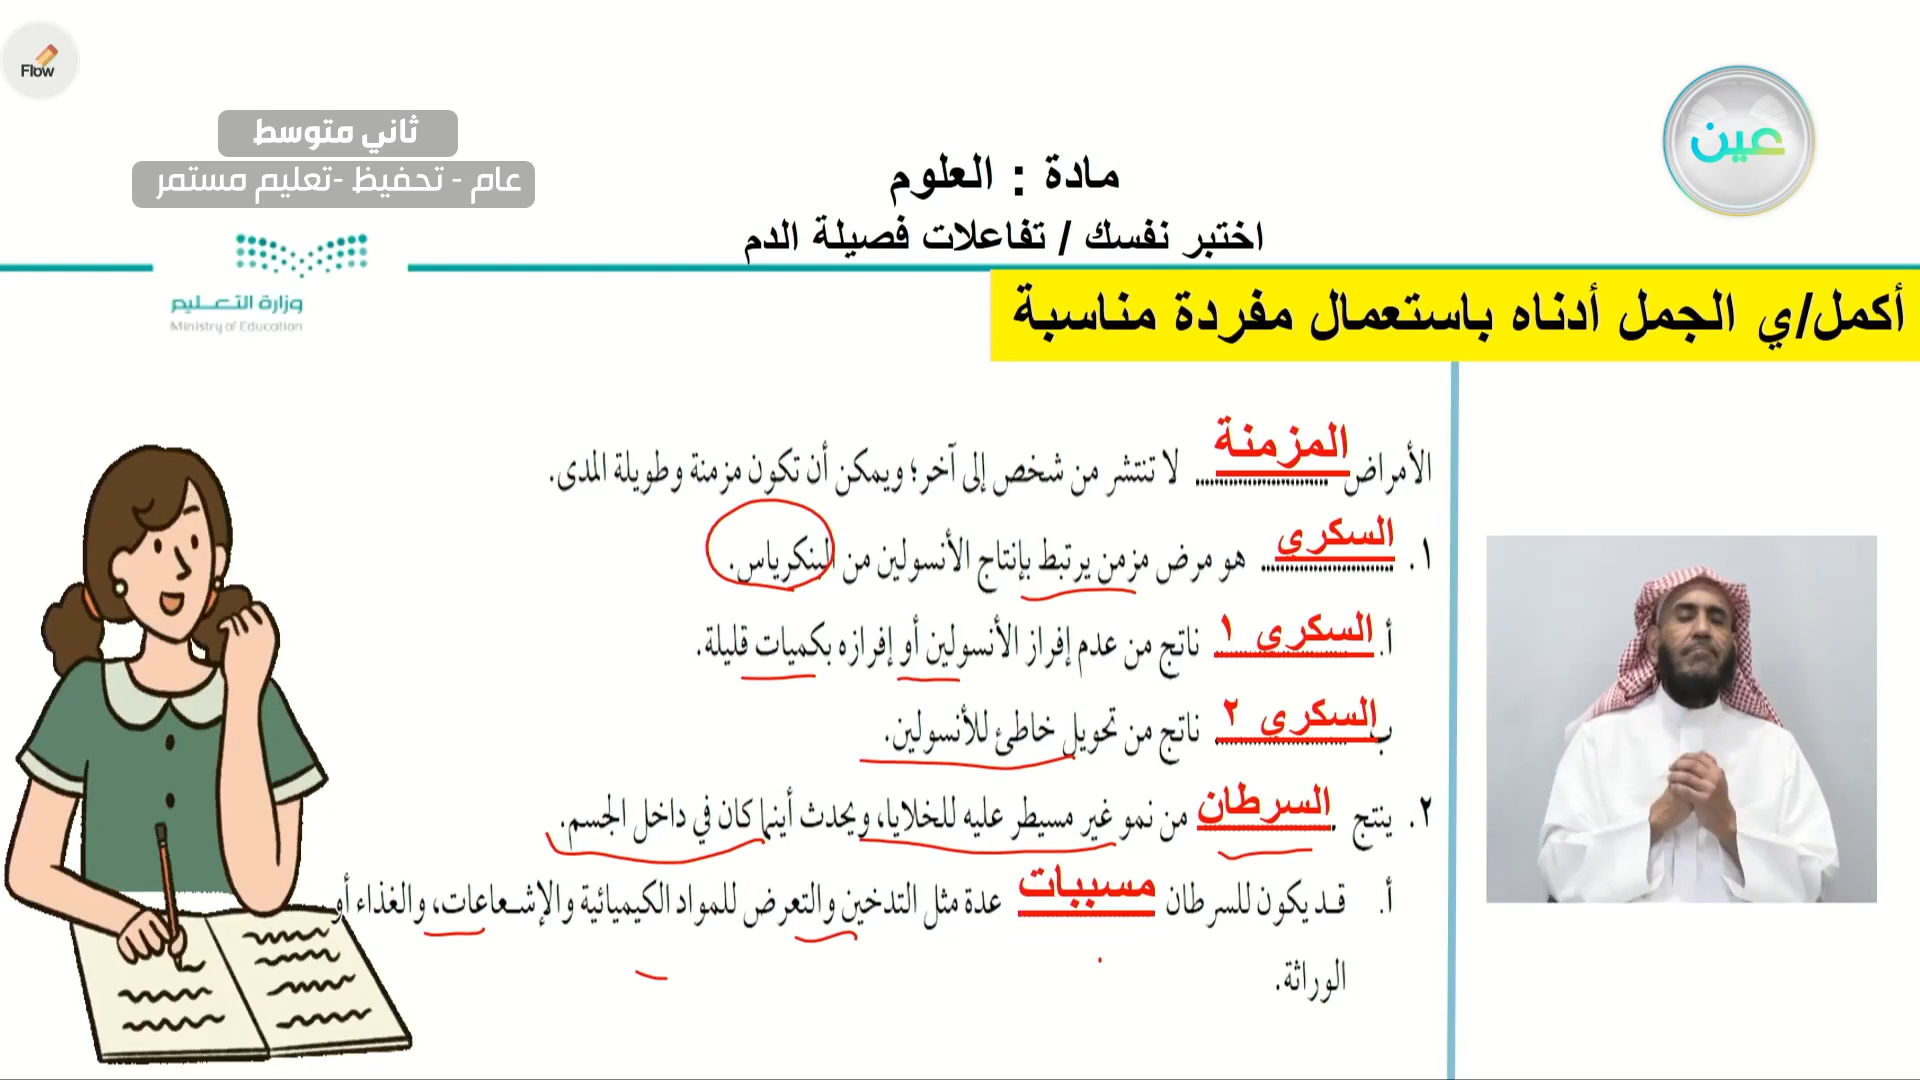 Flow
ثاني متوسط
عام - تحفيظ -تعليم مستمر
عين
مادة : العلوم
اختبر نفسك / تفاعلات فصيلة الدم
وزارة التعليم
Ministry of Education
أكمل/ي الجمل أدناه باستعمال مفردة مناسبة
الأمراض المزمنة لا تنتشر من شخص إلى آخر؛ ويمكن أن تكون مزمنة وطويلة المدى.
١. السكري هو مرض مزمن يرتبط بإنتاج الأنسولين من البنكرياس.
أ. السكري ١ ناتج من عدم إفراز الأنسولين أو إفرازه بكميات قليلة.
ب السكري ٢ ناتج من تحويل خاطئ للأنسولين.
٢. ينتج السرطان من نمو غير مسيطر عليه للخلايا، ويحدث أينما كان في داخل الجسم.
أ. قد يكون للسرطان مسببات عدة مثل التدخين والتعرض للمواد الكيميائية والإشعاعات، والغذاء أو
الوراثة.